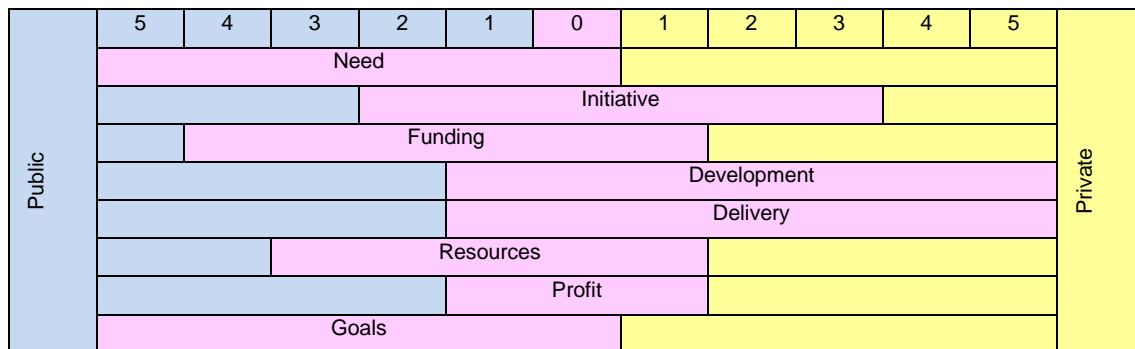 5 4 3 2 1 0 1 2 3 4 5
Need
Initiative
Funding
Development
Delivery
Resources
Profit
Goals
Public
Private